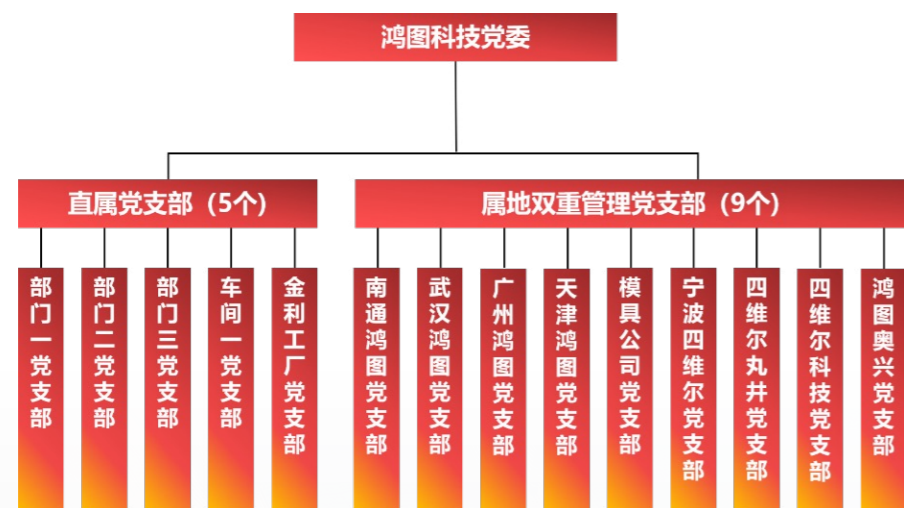 鸿图科技党委
直属党支部（5个）
属地双重管理党支部（9个）
部门一党支部
部门二党支部
部门三党支部
车间一党支部
金利工厂党支部
南通鸿图党支部
武汉鸿图党支部
广州鸿图党支部
天津鸿图党支部
模具公司党支部
宁波四维尔党支部
四维尔丸井党支部
四维尔科技党支部
鸿图奥兴党支部